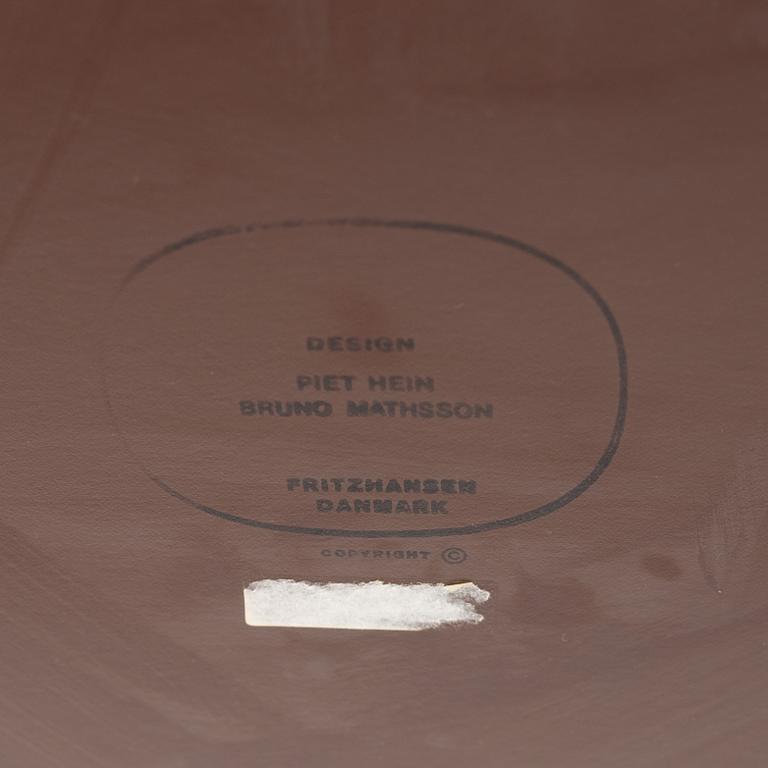 DESIGN
PIET HEIN
BRUNO MATHSSON
FRITZHANSEN
DANMARK
COPYRIGHT ©